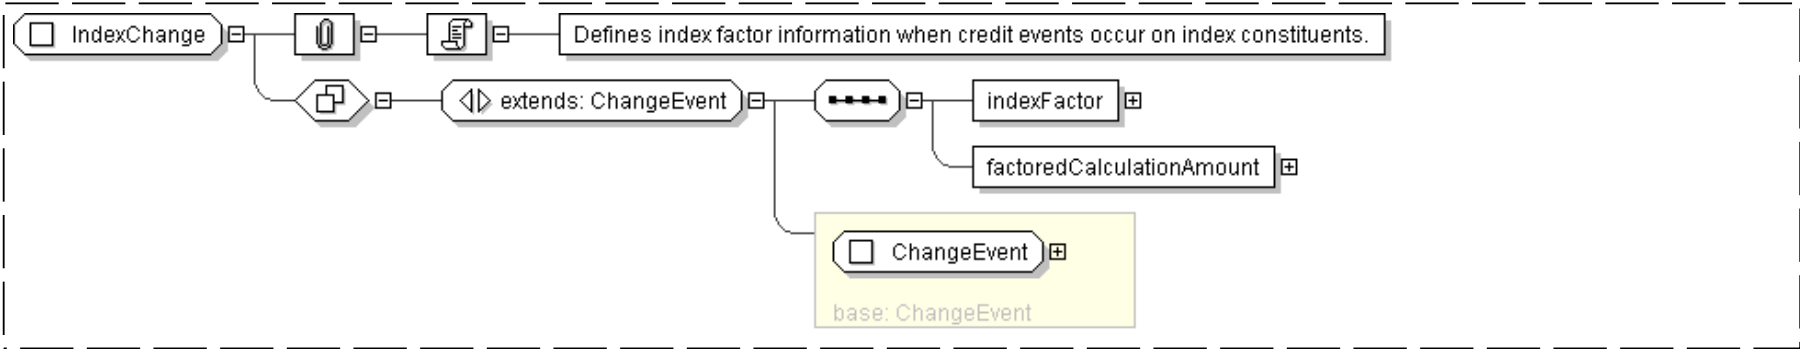 IndexChange
Defines index factor information when credit events occur on index constituents.
extends: ChangeEvent
indexFactor
factoredCalculationAmount
ChangeEvent
base: ChangeEvent